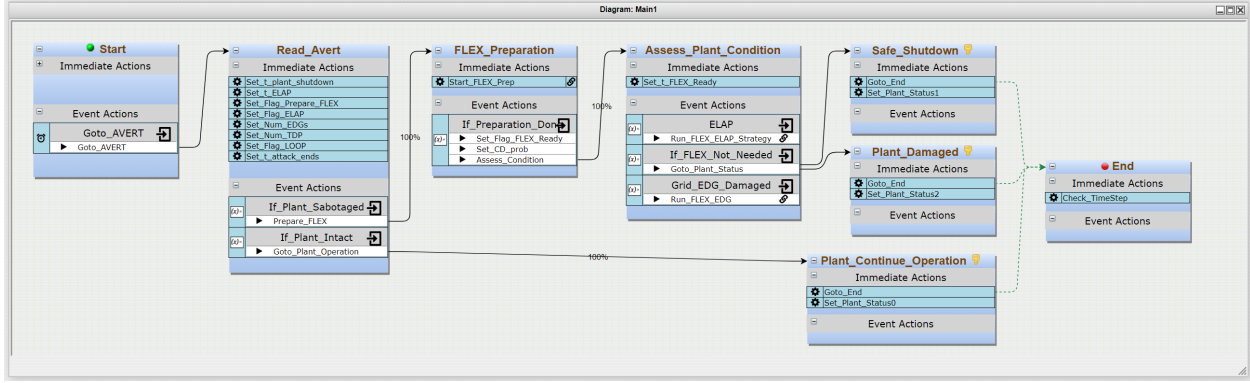 Diagram: Main1
Start
Immediate Actions
Event Actions
Goto_AVERT
Goto_AVERT
Read_Avert
Immediate Actions
Set_t_plant_shutdown
Set_t_ELAP
Set_Flag_Prepare_FLEX
Set_Flag_ELAP
Set_Num_EDGs
Set_Num_TDP
Set_Flag_LOOP
Set_t_attack_ends
Event Actions
If_Plant_Sabotaged
Prepare_FLEX
If_Plant_Intact
Goto_Plant_Operation
100%
FLEX_Preparation
Immediate Actions
Start_FLEX_Prep
Event Actions
If_Preparation_Don
Set_Flag_FLEX_Ready
Set_CD_prob
Assess_Condition
100%
Assess_Plant_Condition
Immediate Actions
Set_t_FLEX_Ready
Event Actions
ELAP
Run_FLEX_ELAP_Strategy
If_FLEX_Not_Needed
Goto_Plant_Status
Grid_EDG_Damaged
Run_FLEX_EDG
100%
Safe_Shutdown
Immediate Actions
Goto_End
Set_Plant_Status1
Event Actions
Plant_Damaged
Immediate Actions
Goto_End
Set_Plant_Status2
Event Actions
Plant_Continue_Operation
Immediate Actions
Goto_End
Set_Plant_Status0
Event Actions
End
Immediate Actions
Check_TimeStep
Event Actions